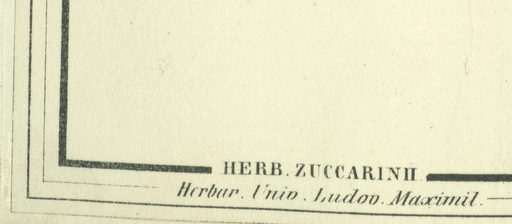 HERB. ZUCCARINII.
Herbar. Univ. Ludov. Maximil.